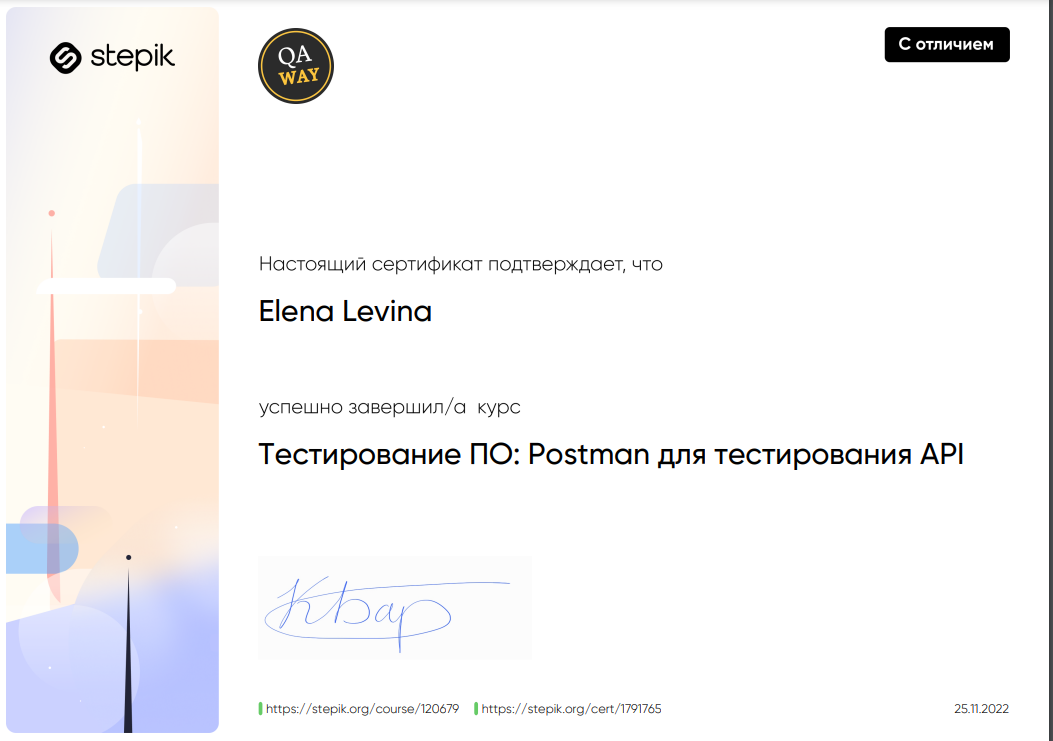 stepik
QA
WAY
С отличием
Настоящий сертификат подтверждает, что
Elena Levina
успешно завершил/а курс
Тестирование ПО: Postman для тестирования API
https://stepik.org/course/120679 https://stepik.org/cert/1791765
25.11.2022